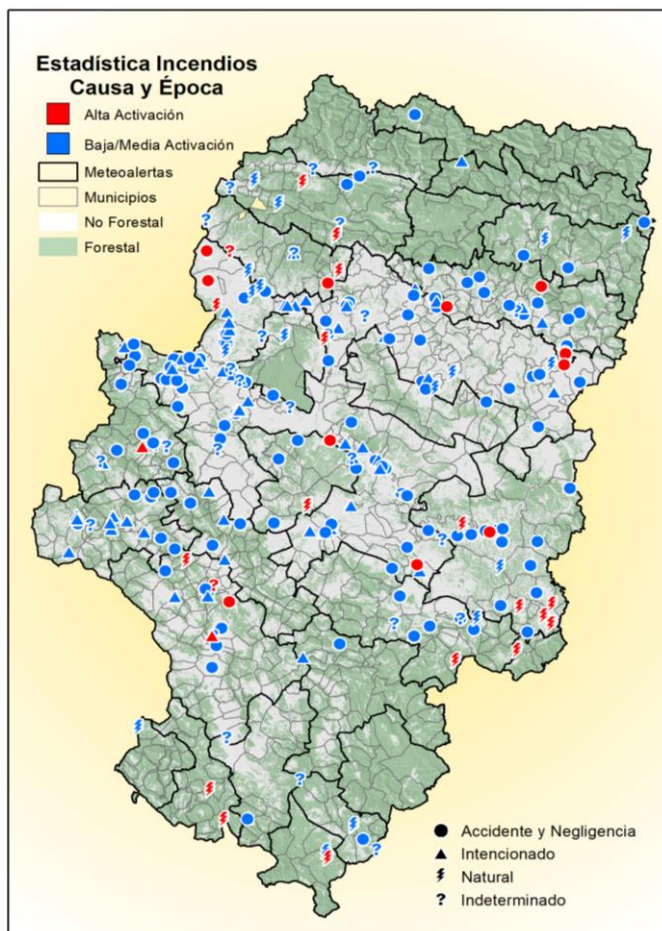 Estadística Incendios
Causa y Época
Alta Activación
Baja/Media Activación
Meteoalertas
Municipios
No Forestal
Forestal
Accidente y Negligencia
Intencionado
Natural
? Indeterminado